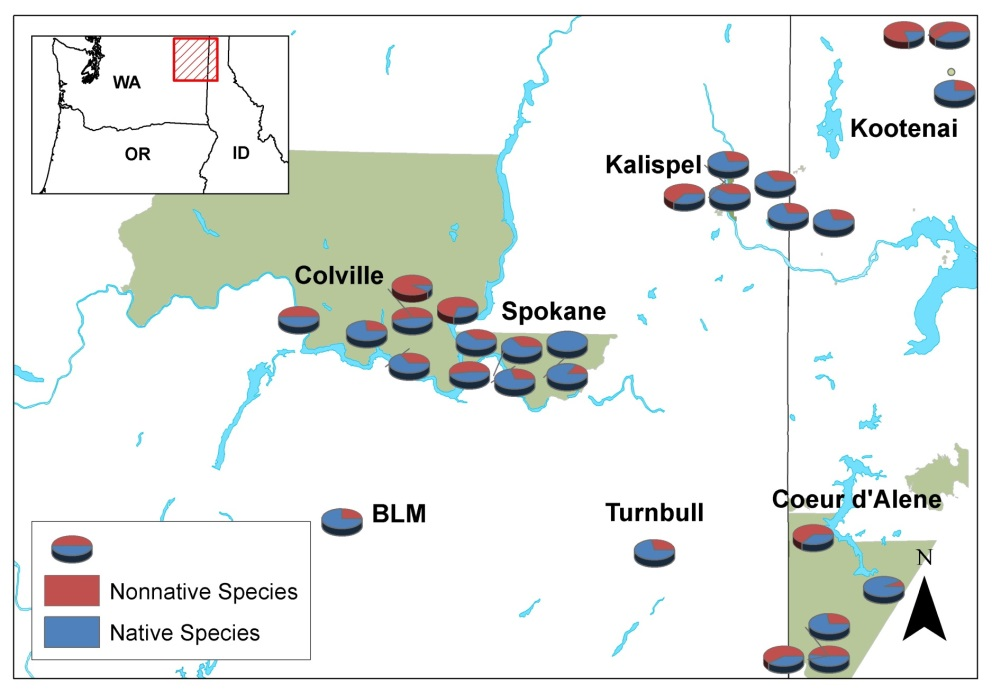 WA
OR
ID
Kootenai
Kalispel
Colville
Spokane
BLM
Turnbull
Coeur d'Alene
N
Nonnative Species
Native Species